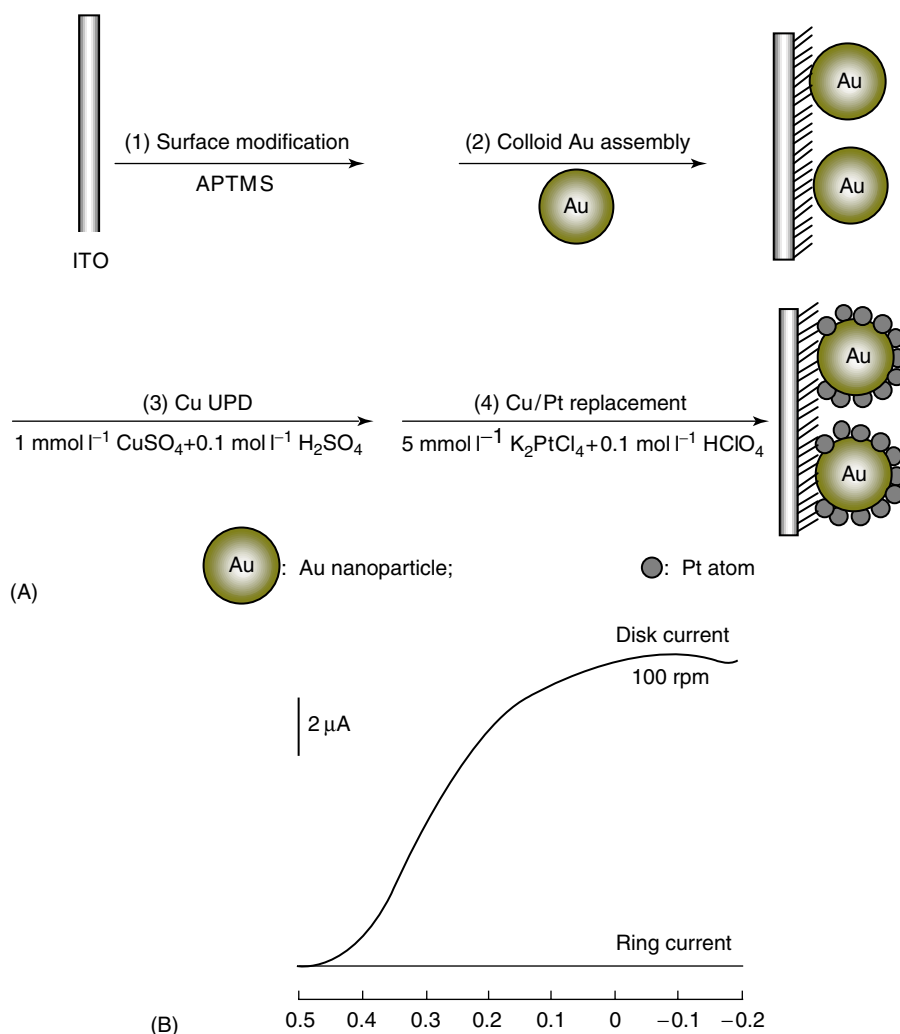 (1) Surface modification
APTMS
ITO
(2) Colloid Au assembly
Au
Au
Au
(3) Cu UPD
1 mmol l⁻¹ CuSO₄+0.1 mol l⁻¹ H₂SO₄
(4) Cu/Pt replacement
5 mmol l⁻¹ K₂PtCl₄+0.1 mol l⁻¹ HClO₄
Au
Au
Au : Au nanoparticle;
: Pt atom
(A)
Disk current
100 rpm
2 μA
Ring current
0.5 0.4 0.3 0.2 0.1 0 −0.1 −0.2
(B)